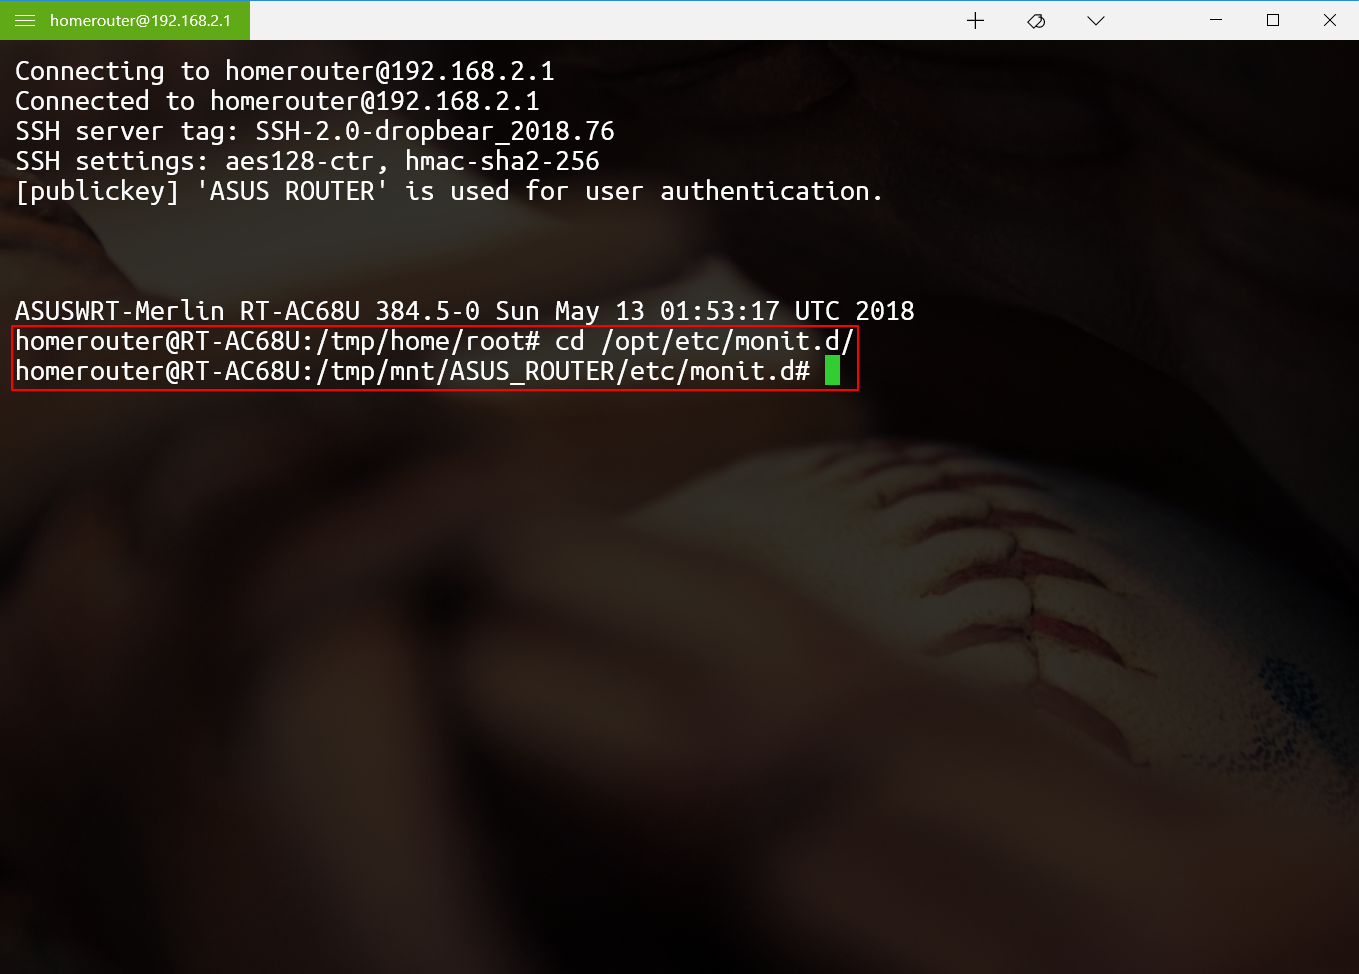 homerouter@192.168.2.1
Connecting to homerouter@192.168.2.1
Connected to homerouter@192.168.2.1
SSH server tag: SSH-2.0-dropbear_2018.76
SSH settings: aes128-ctr, hmac-sha2-256
[publickey] 'ASUS ROUTER' is used for user authentication.
ASUSWRT-Merlin RT-AC68U 384.5-0 Sun May 13 01:53:17 UTC 2018
homerouter@RT-AC68U:/tmp/home/root# cd /opt/etc/monit.d/
homerouter@RT-AC68U:/tmp/mnt/ASUS_ROUTER/etc/monit.d#